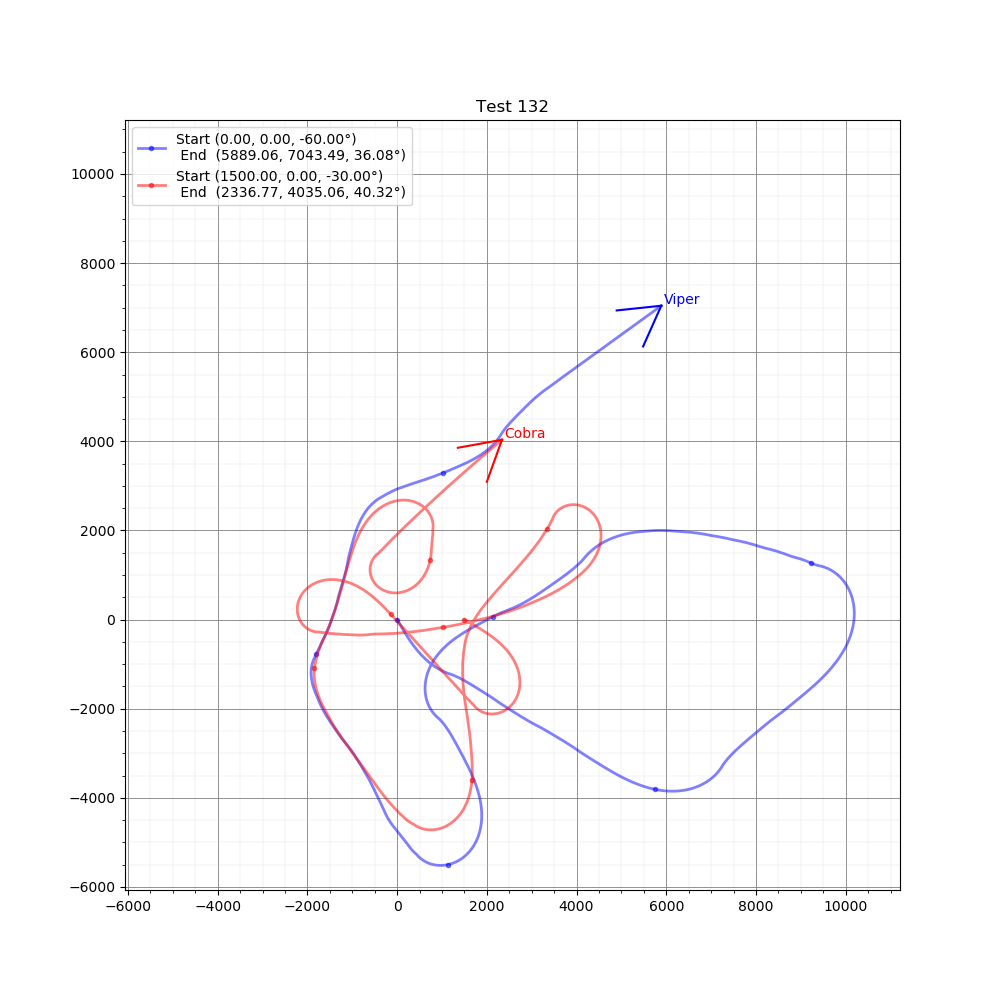 Test 132
Start (0.00, 0.00, -60.00°)
End  (5889.06, 7043.49, 36.08°)
Start (1500.00, 0.00, -30.00°)
End  (2336.77, 4035.06, 40.32°)
10000
8000
6000
4000
2000
0
−2000
−4000
−6000
Viper
Cobra
−6000 −4000 −2000 0 2000 4000 6000 8000 10000